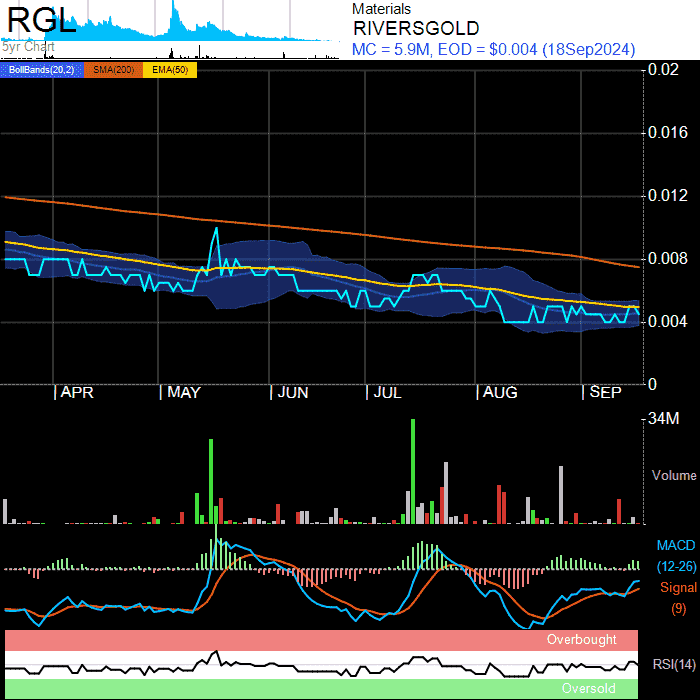 RGL
5yr Chart
Materials
RIVERSGOLD
MC = 5.9M, EOD = $0.004 (18Sep2024)
BollBands(20,2) SMA(200) EMA(50)
0.02
0.016
0.012
0.008
0.004
0
APR MAY JUN JUL AUG SEP
34M
Volume
MACD
(12-26)
Signal
(9)
Overbought
RSI(14)
Oversold